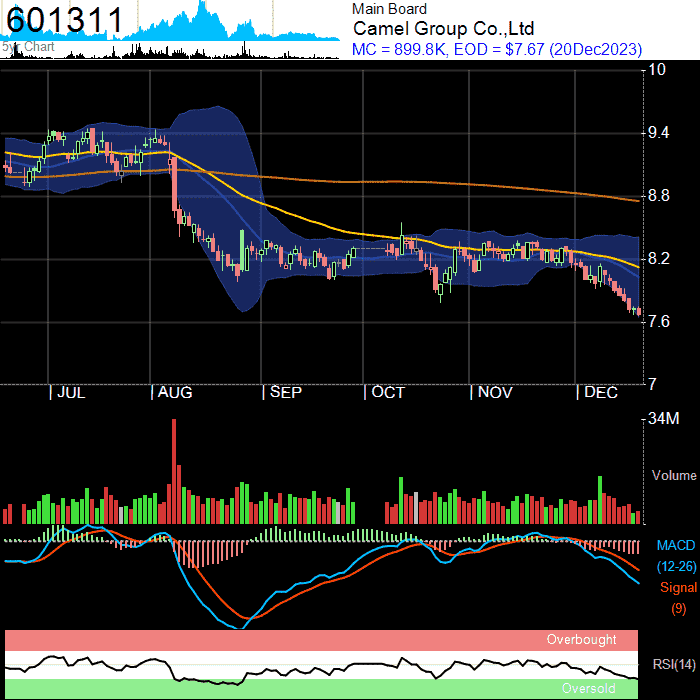 601311
5yr Chart
Main Board
Camel Group Co.,Ltd
MC = 899.8K, EOD = $7.67 (20Dec2023)
10
9.4
8.8
8.2
7.6
7
JUL AUG SEP OCT NOV DEC
34M
Volume
MACD
(12-26)
Signal
(9)
Overbought
RSI(14)
Oversold